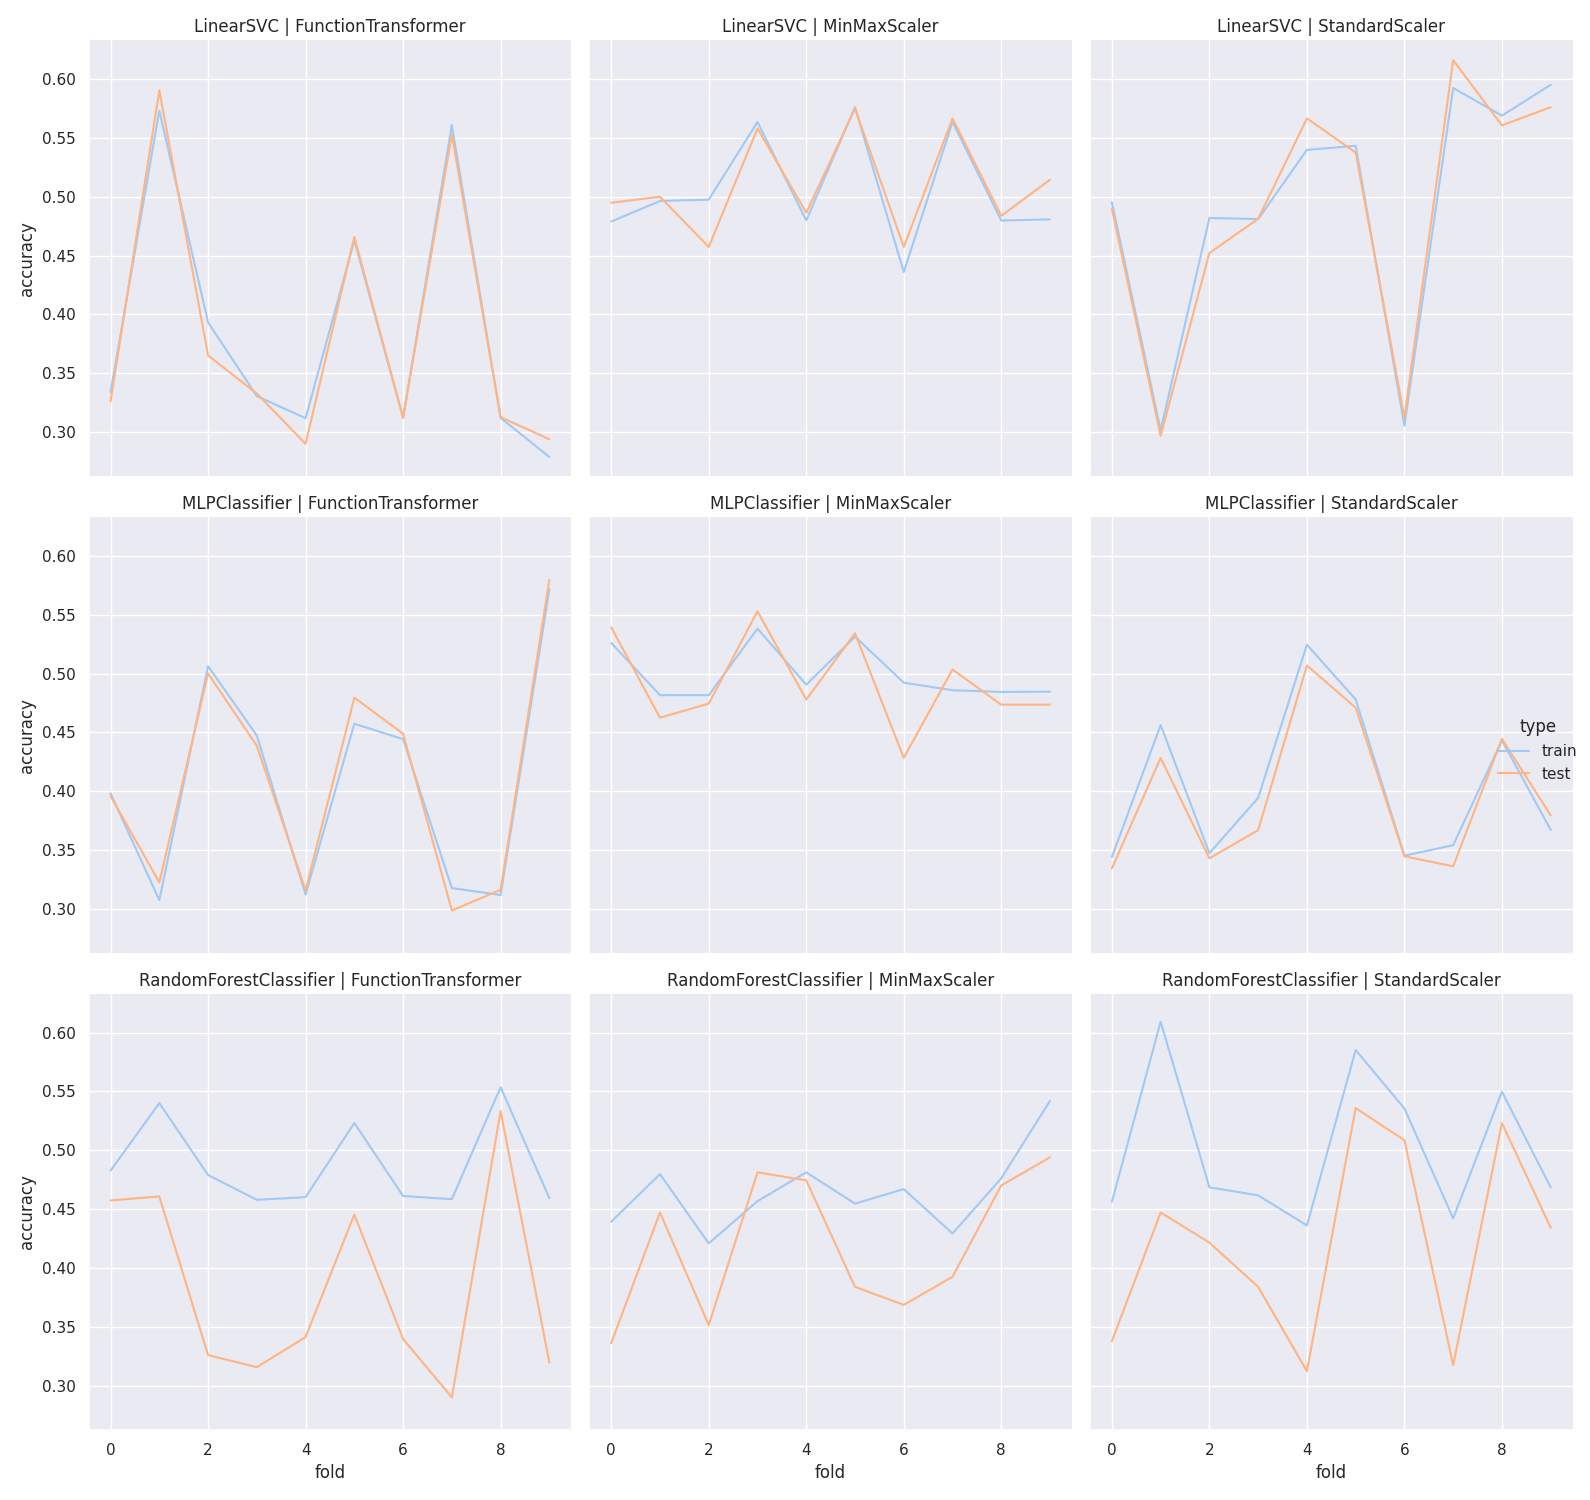 LinearSVC | FunctionTransformer
LinearSVC | MinMaxScaler
LinearSVC | StandardScaler
0.60
0.55
0.50
0.45
0.40
0.35
0.30
accuracy
MLPClassifier | FunctionTransformer
MLPClassifier | MinMaxScaler
MLPClassifier | StandardScaler
0.60
0.55
0.50
0.45
0.40
0.35
0.30
accuracy
type
train
test
RandomForestClassifier | FunctionTransformer
RandomForestClassifier | MinMaxScaler
RandomForestClassifier | StandardScaler
0.60
0.55
0.50
0.45
0.40
0.35
0.30
accuracy
0 2 4 6 8
0 2 4 6 8
0 2 4 6 8
fold
fold
fold